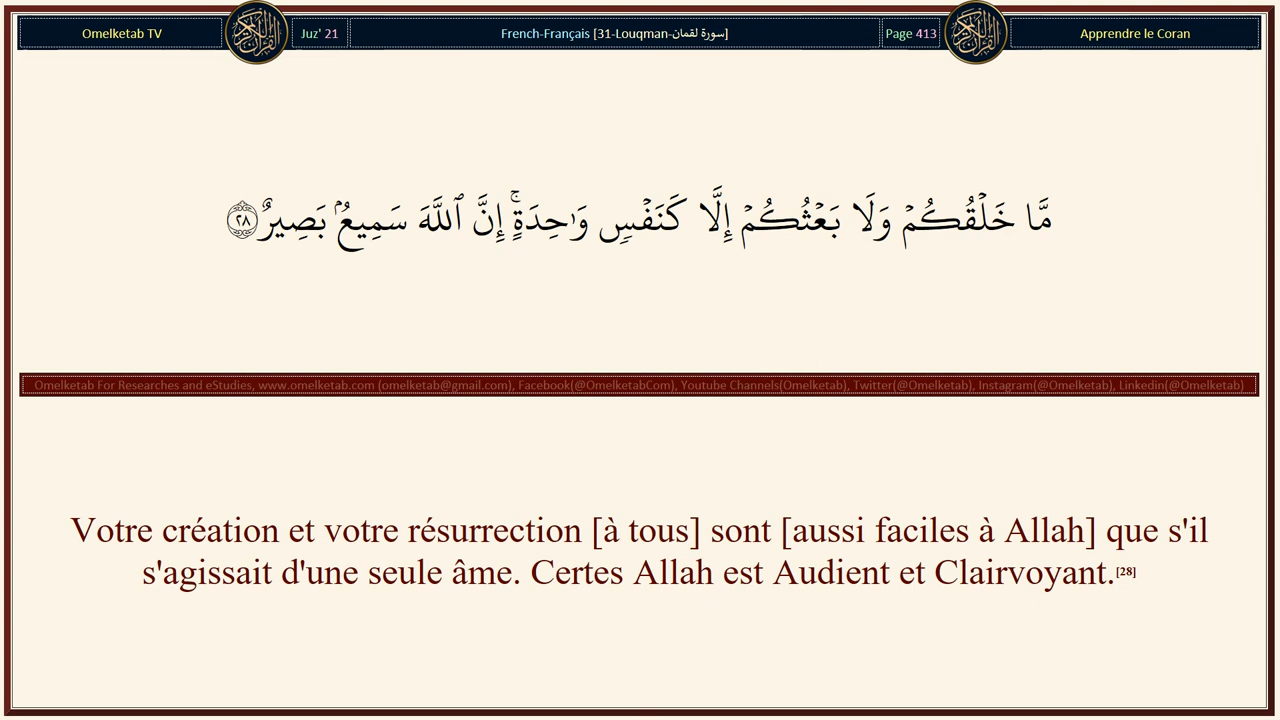 Omelketab TV
Juz' 21
French-Français [31-Louqman-سورة لقمان]
Page 413
Apprendre le Coran
مَّا خَلْقُكُمْ وَلَا بَعْثُكُمْ إِلَّا كَنَفْسٍ وَٰحِدَةٍ ۗ إِنَّ ٱللَّهَ سَمِيعٌۢ بَصِيرٌ ٢٨
Omelketab For Researches and eStudies, www.omelketab.com (omelketab@gmail.com), Facebook(@OmelketabCom), Youtube Channels(Omelketab), Twitter(@Omelketab), Instagram(@Omelketab), Linkedin(@Omelketab)
Votre création et votre résurrection [à tous] sont [aussi faciles à Allah] que s'il
s'agissait d'une seule âme. Certes Allah est Audient et Clairvoyant.[28]